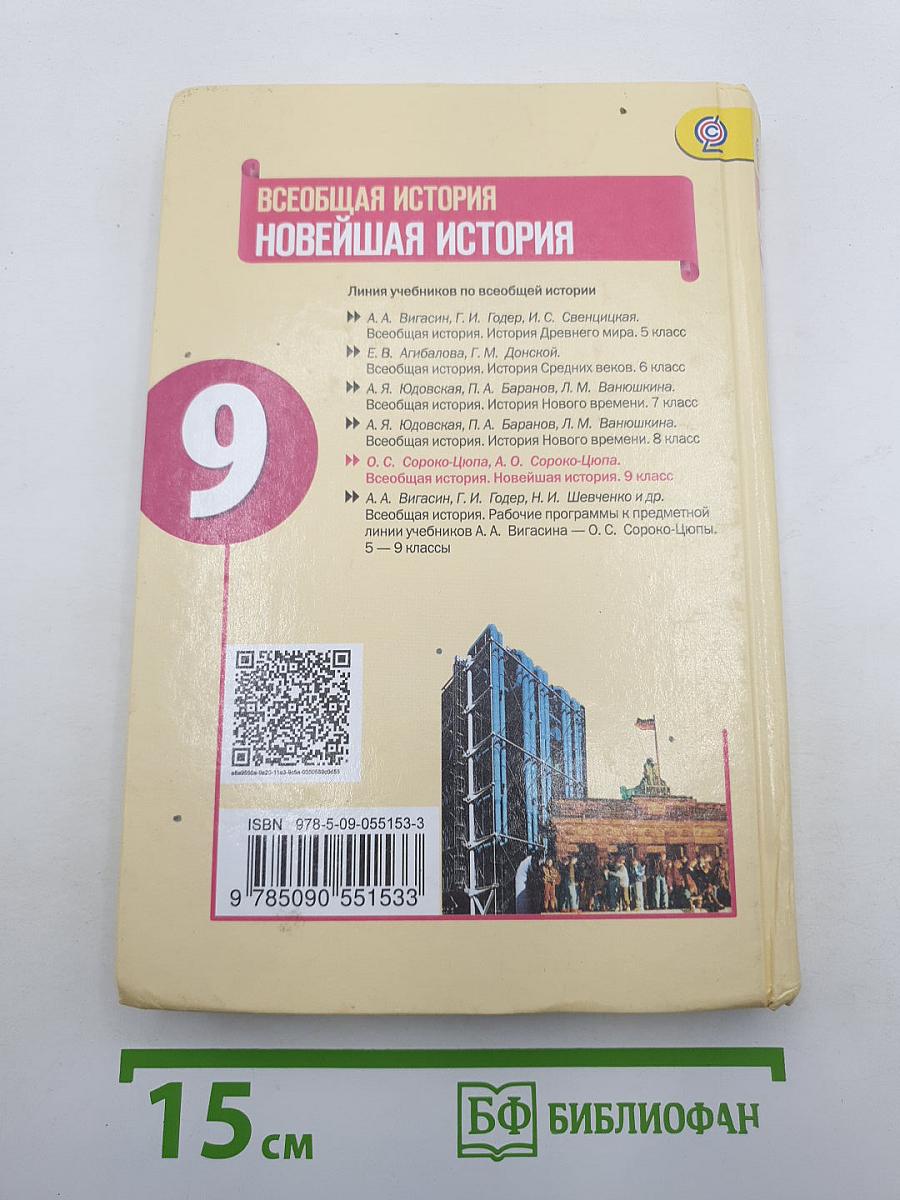 ВСЕОБЩАЯ ИСТОРИЯ
НОВЕЙШАЯ ИСТОРИЯ
Линия учебников по всеобщей истории
А. А. Вигасин, Г. И. Годер, И. С. Свенцицкая.
Всеобщая история. История Древнего мира. 5 класс
Е. В. Агибалова, Г. М. Донской.
Всеобщая история. История Средних веков. 6 класс
А. Я. Юдовская, П. А. Баранов, Л. М. Ванюшкина.
Всеобщая история. История Нового времени. 7 класс
А. Я. Юдовская, П. А. Баранов, Л. М. Ванюшкина.
Всеобщая история. История Нового времени. 8 класс
О. С. Сороко-Цюпа, А. О. Сороко-Цюпа.
Всеобщая история. Новейшая история. 9 класс
А. А. Вигасин, Г. И. Годер, Н. И. Шевченко и др.
Всеобщая история. Рабочие программы к предметной
линии учебников А. А. Вигасина — О. С. Сороко-Цюпы.
5 — 9 классы
9
ISBN 978-5-09-055153-3
9 785090 551533
15 см
БФ БИБЛИОФАН